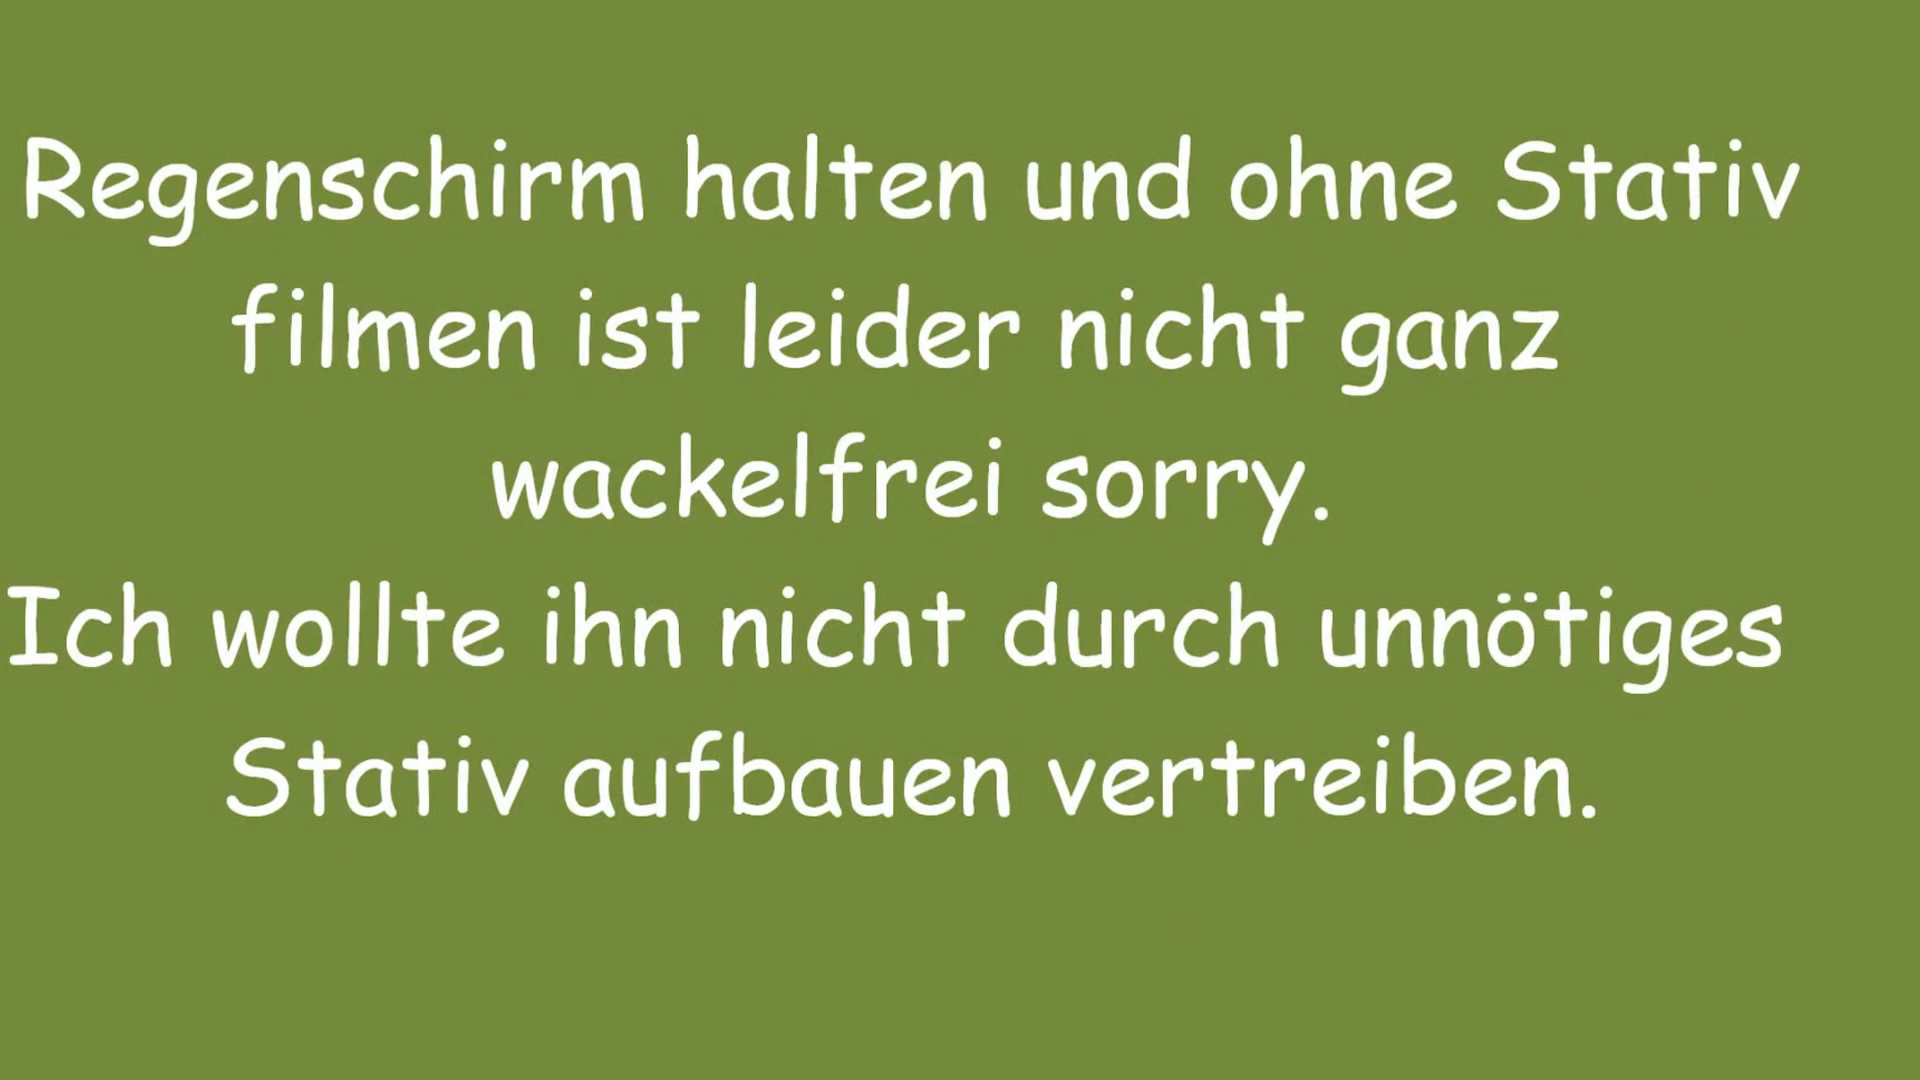 Regenschirm halten und ohne Stativ
filmen ist leider nicht ganz
wackelfrei sorry.
Ich wollte ihn nicht durch unnötiges
Stativ aufbauen vertreiben.